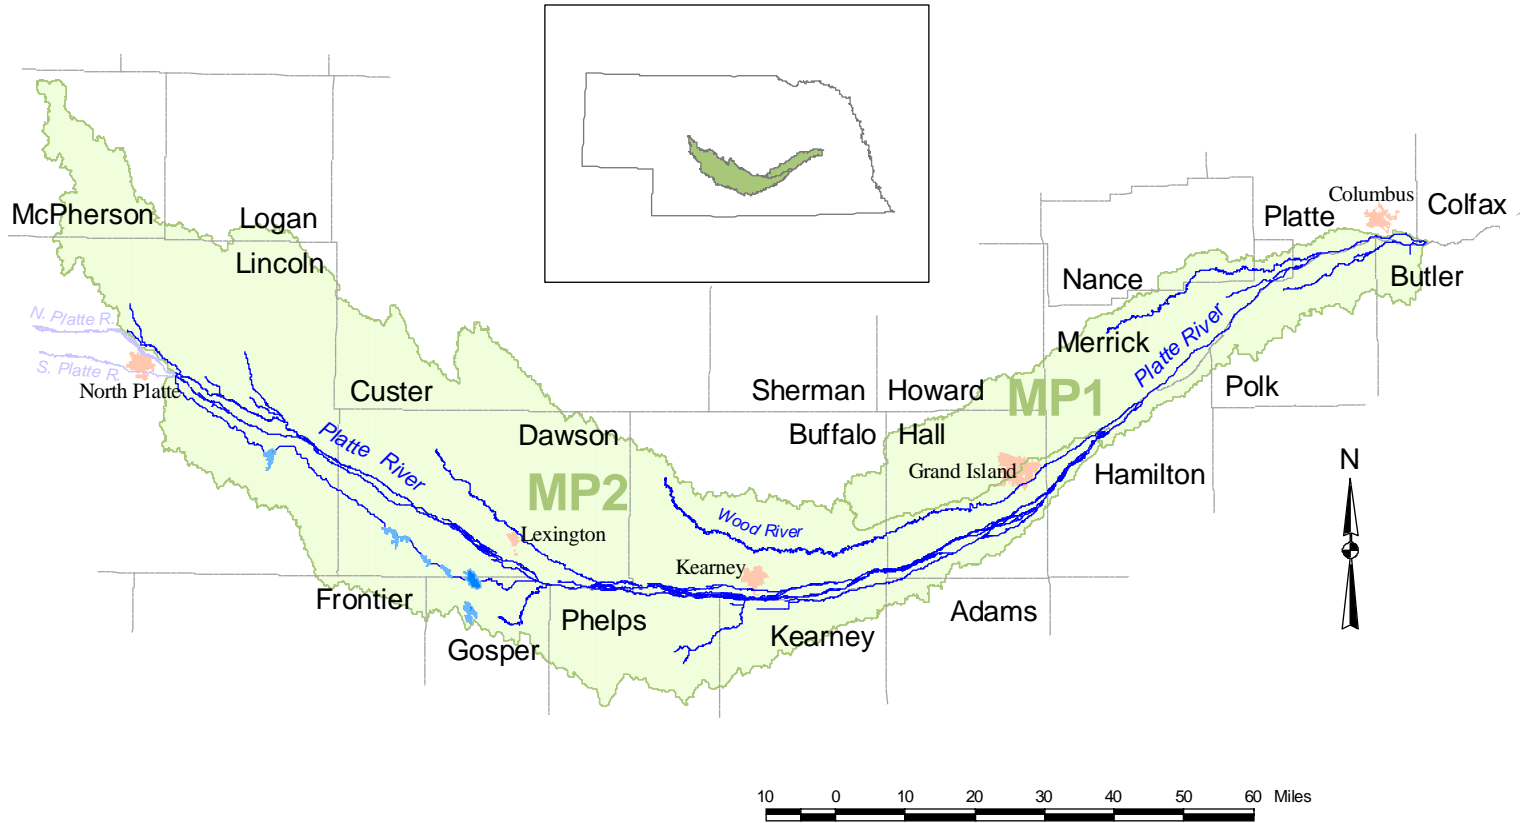 Columbus
Platte
Colfax
McPherson
Logan
Lincoln
Nance
Butler
N. Platte R.
Merrick
Platte River
S. Platte R.
North Platte
Custer
Sherman
Howard
MP1
Polk
Platte River
Dawson
Buffalo
Hall
Grand Island
Hamilton
N
MP2
Wood River
Lexington
Kearney
Frontier
Phelps
Adams
Gosper
Kearney
10 0 10 20 30 40 50 60 Miles